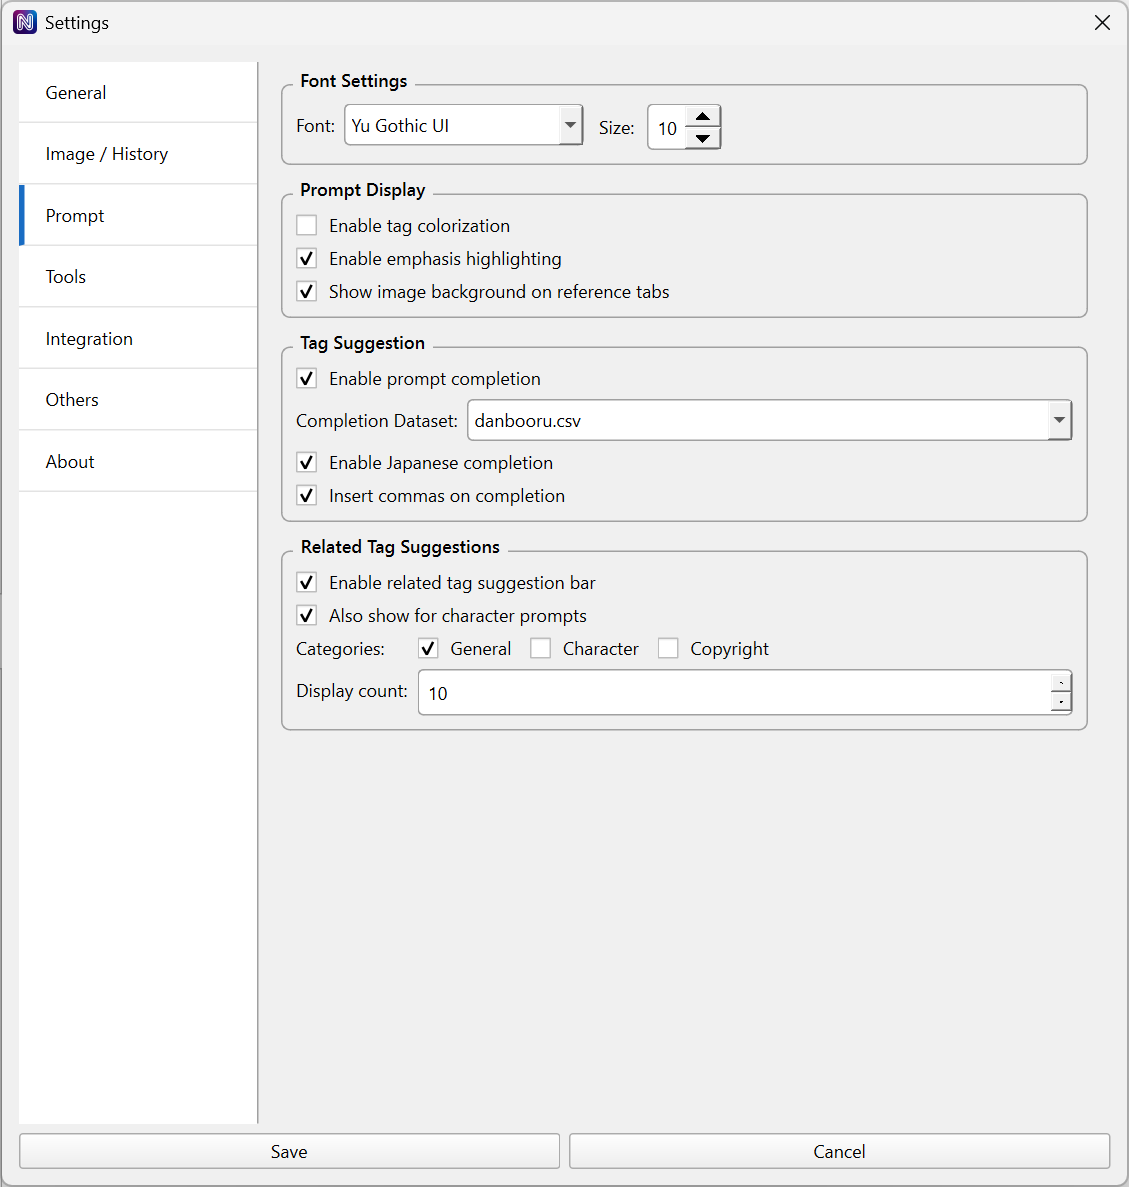 Settings
General
Image / History
Prompt
Tools
Integration
Others
About
Font Settings
Font: Yu Gothic UI Size: 10
Prompt Display
Enable tag colorization
Enable emphasis highlighting
Show image background on reference tabs
Tag Suggestion
Enable prompt completion
Completion Dataset: danbooru.csv
Enable Japanese completion
Insert commas on completion
Related Tag Suggestions
Enable related tag suggestion bar
Also show for character prompts
Categories: General Character Copyright
Display count: 10
Save Cancel